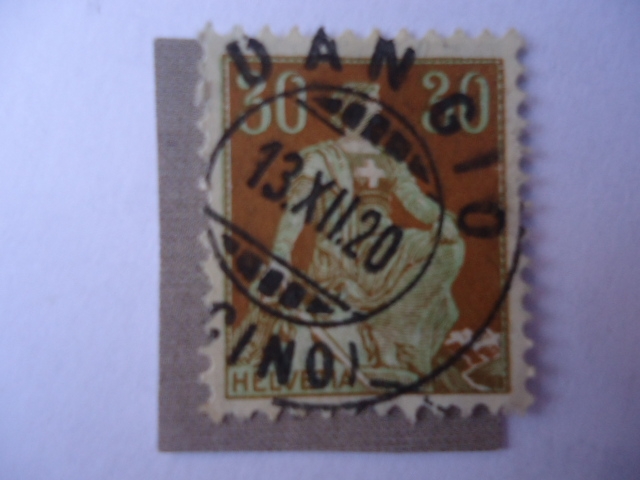 DANGIO
30 30
13.XII.20
HELVETIA